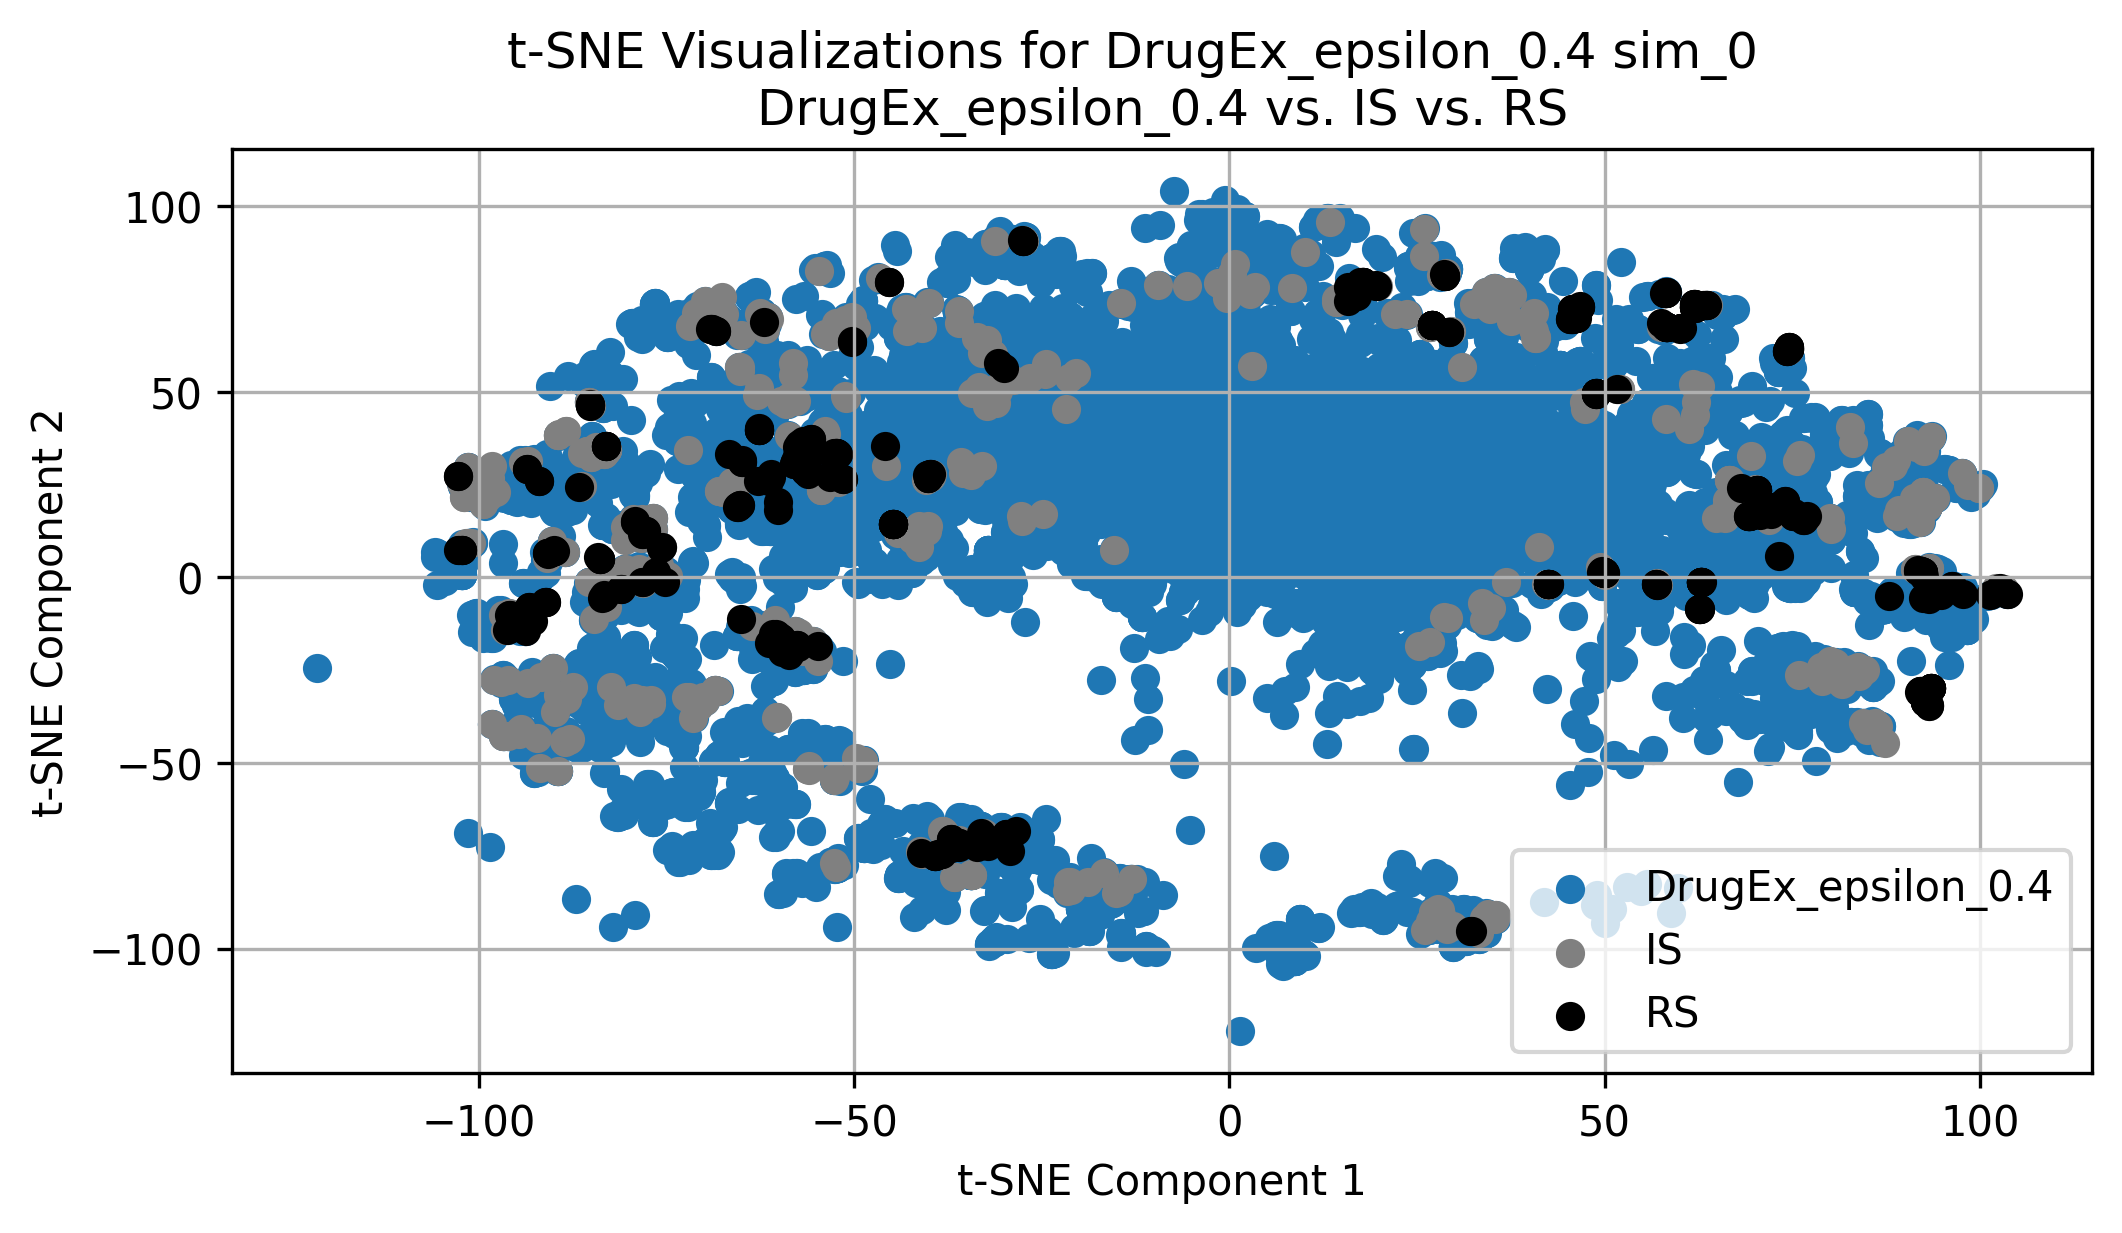 t-SNE Visualizations for DrugEx_epsilon_0.4 sim_0
DrugEx_epsilon_0.4 vs. IS vs. RS
t-SNE Component 2
100
50
0
−50
−100
DrugEx_epsilon_0.4
IS
RS
−100
−50
0
50
100
t-SNE Component 1